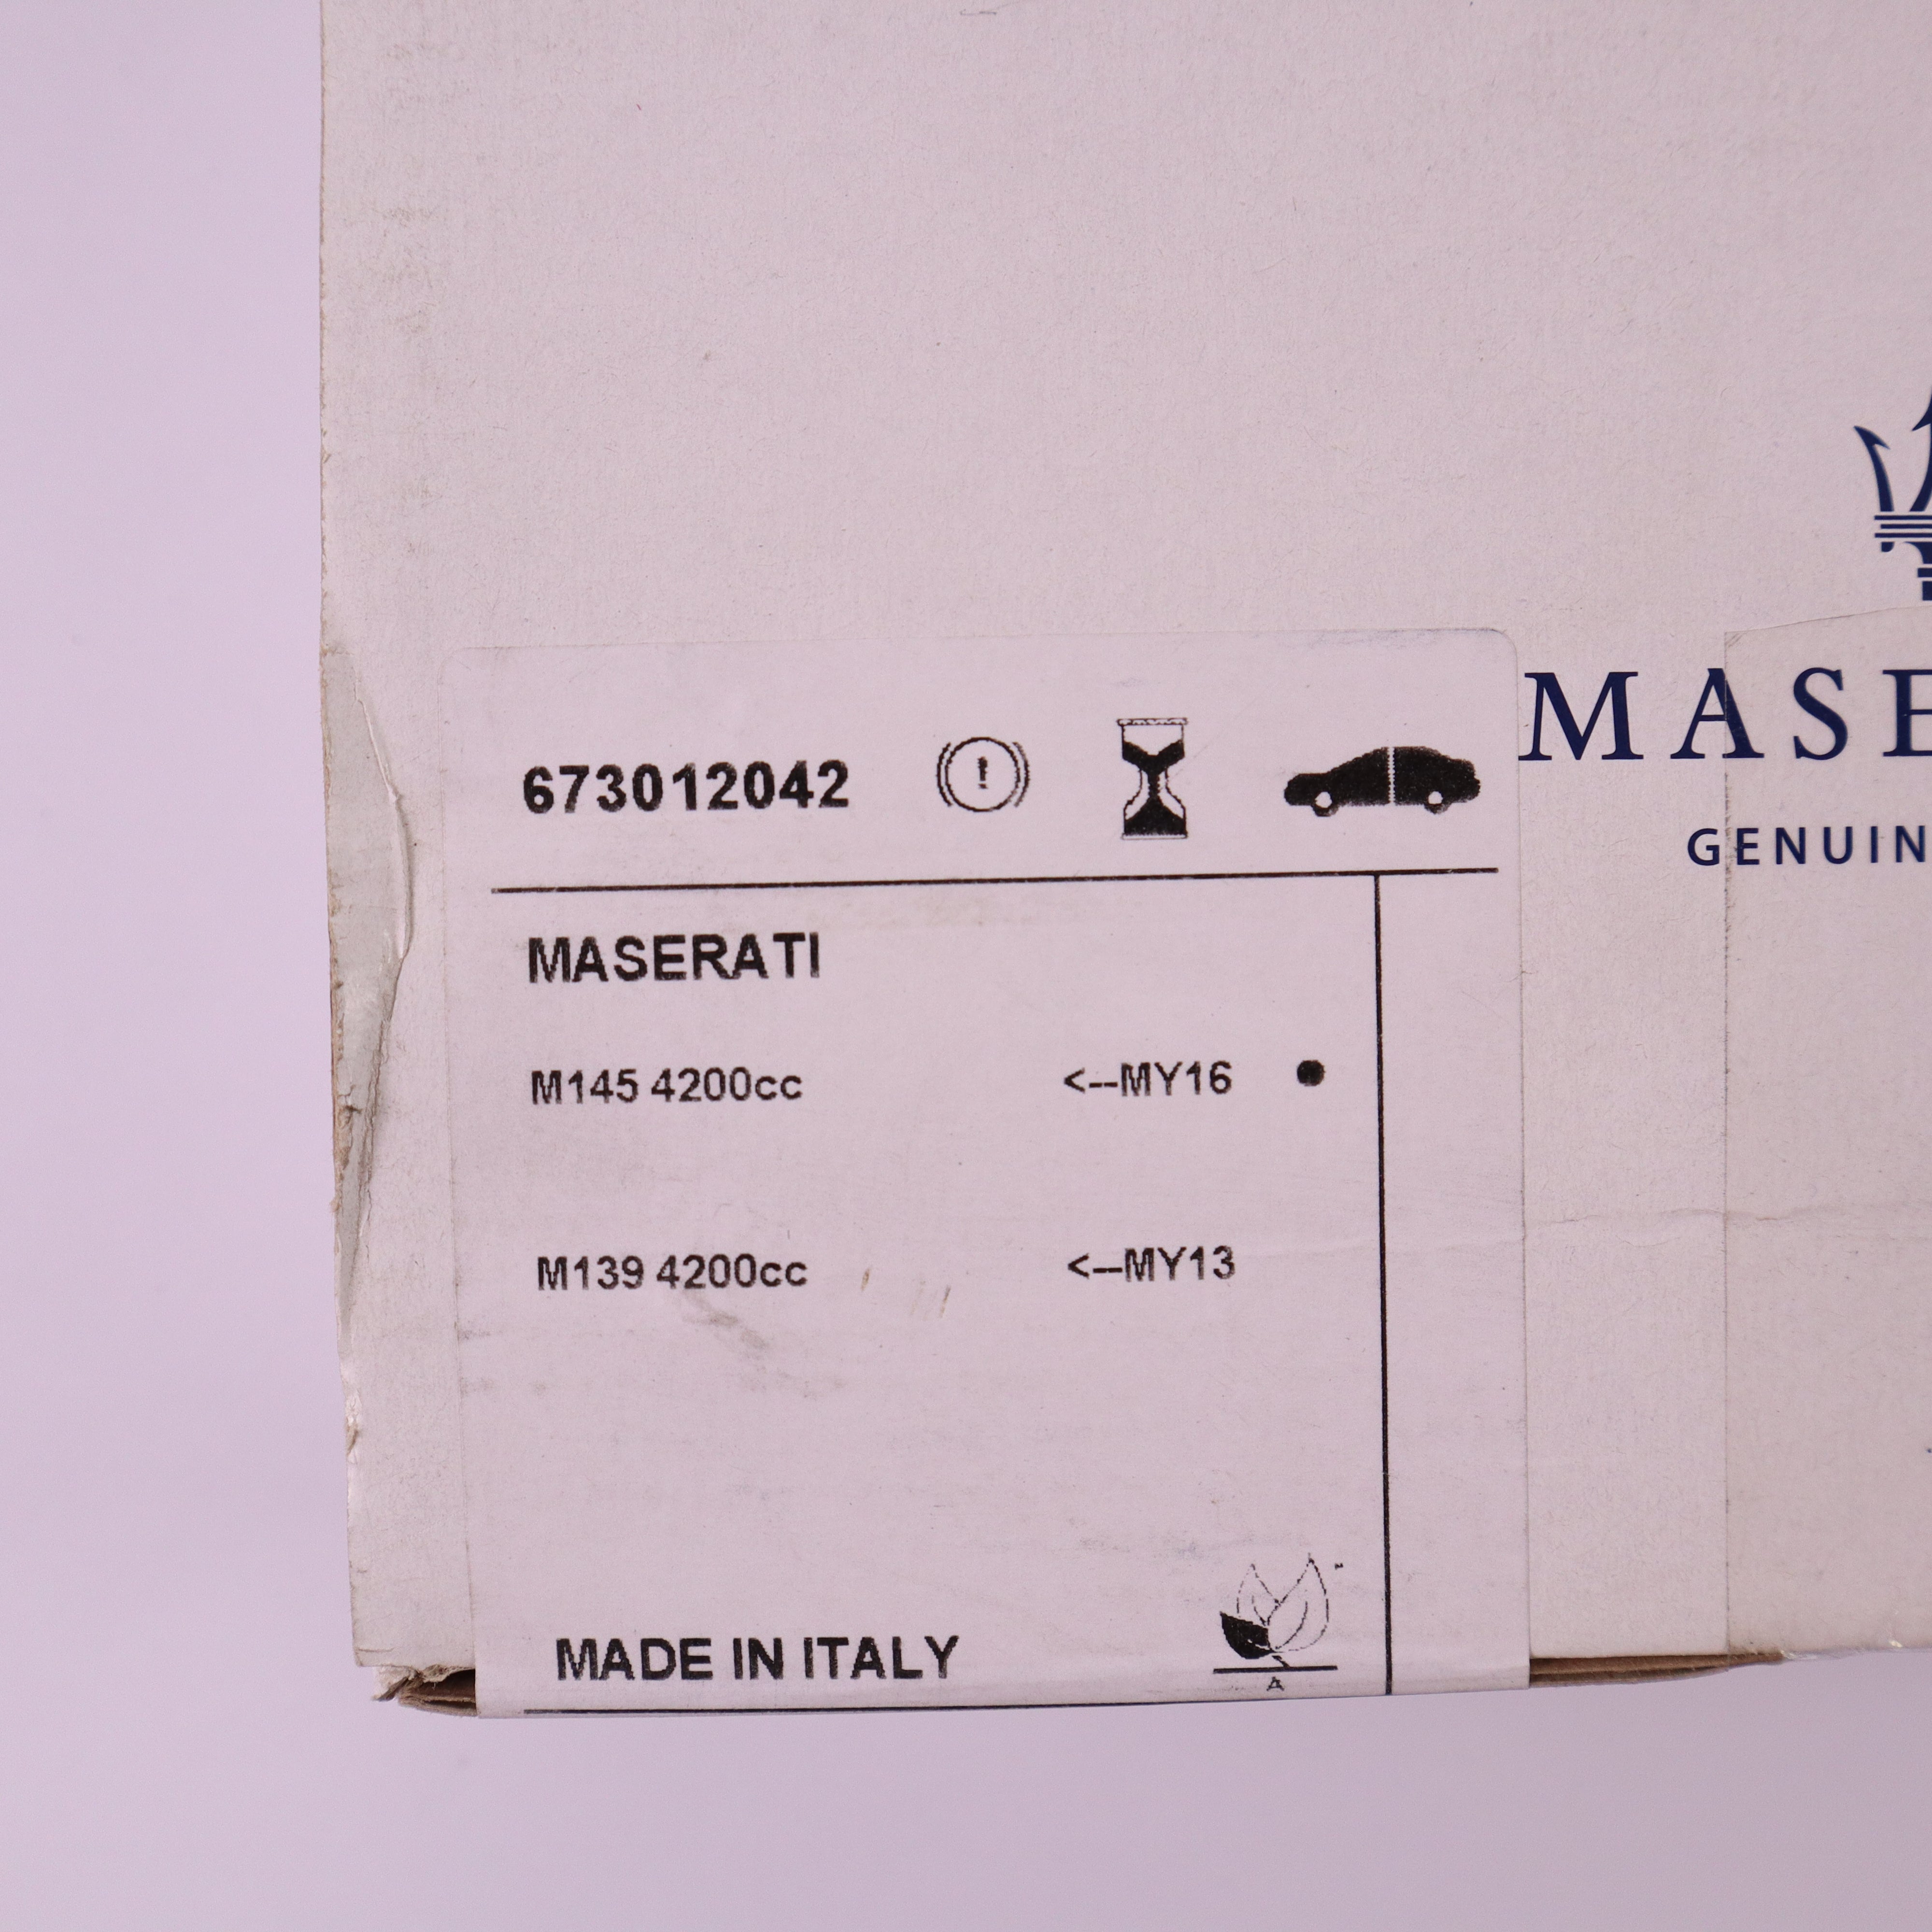 MASE
GENUIN
673012042
MASERATI
M145 4200cc <--MY16 •
M139 4200cc <--MY13
MADE IN ITALY
A